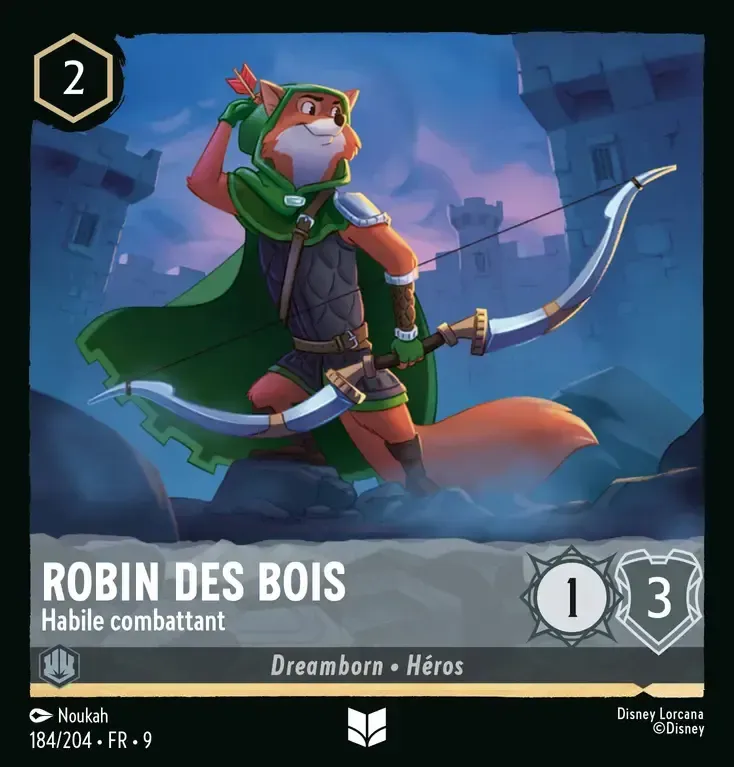 2
ROBIN DES BOIS
Habile combattant
1
3
Dreamborn • Héros
Noukah
184/204 • FR • 9
Disney Lorcana
©Disney